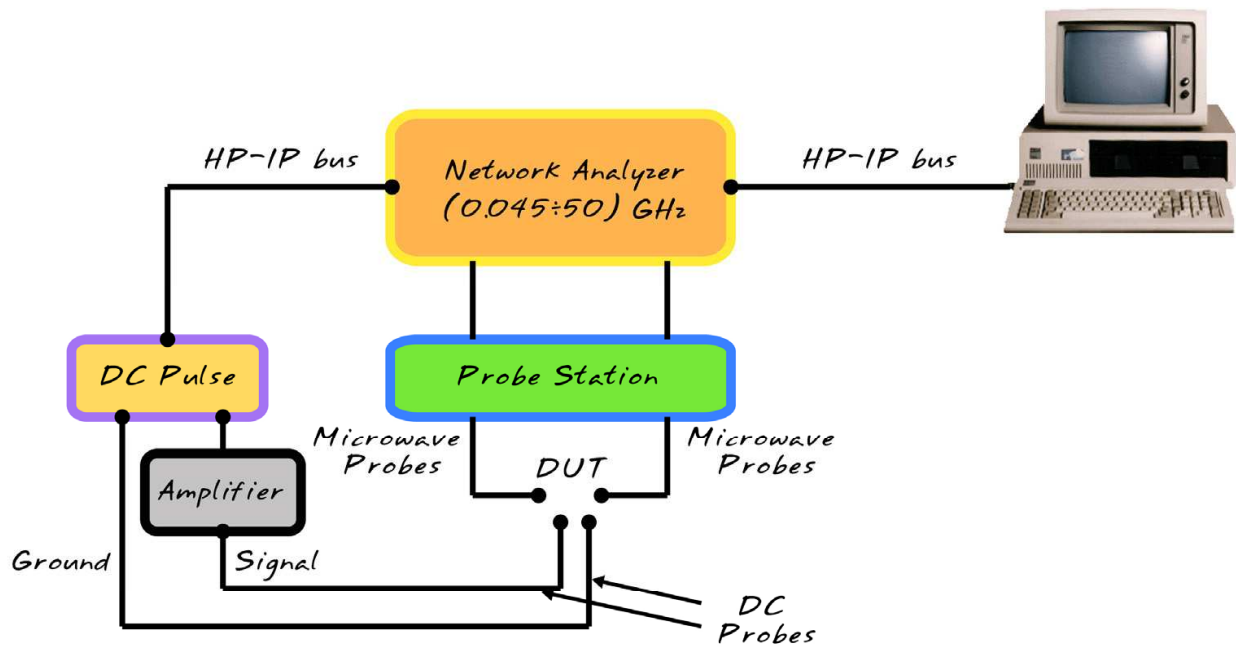 HP-IP bus
Network Analyzer
(0.045÷50) GHz
HP-IP bus
DC Pulse
Probe Station
Microwave
Probes
Microwave
Probes
DUT
Amplifier
Ground
Signal
DC
Probes